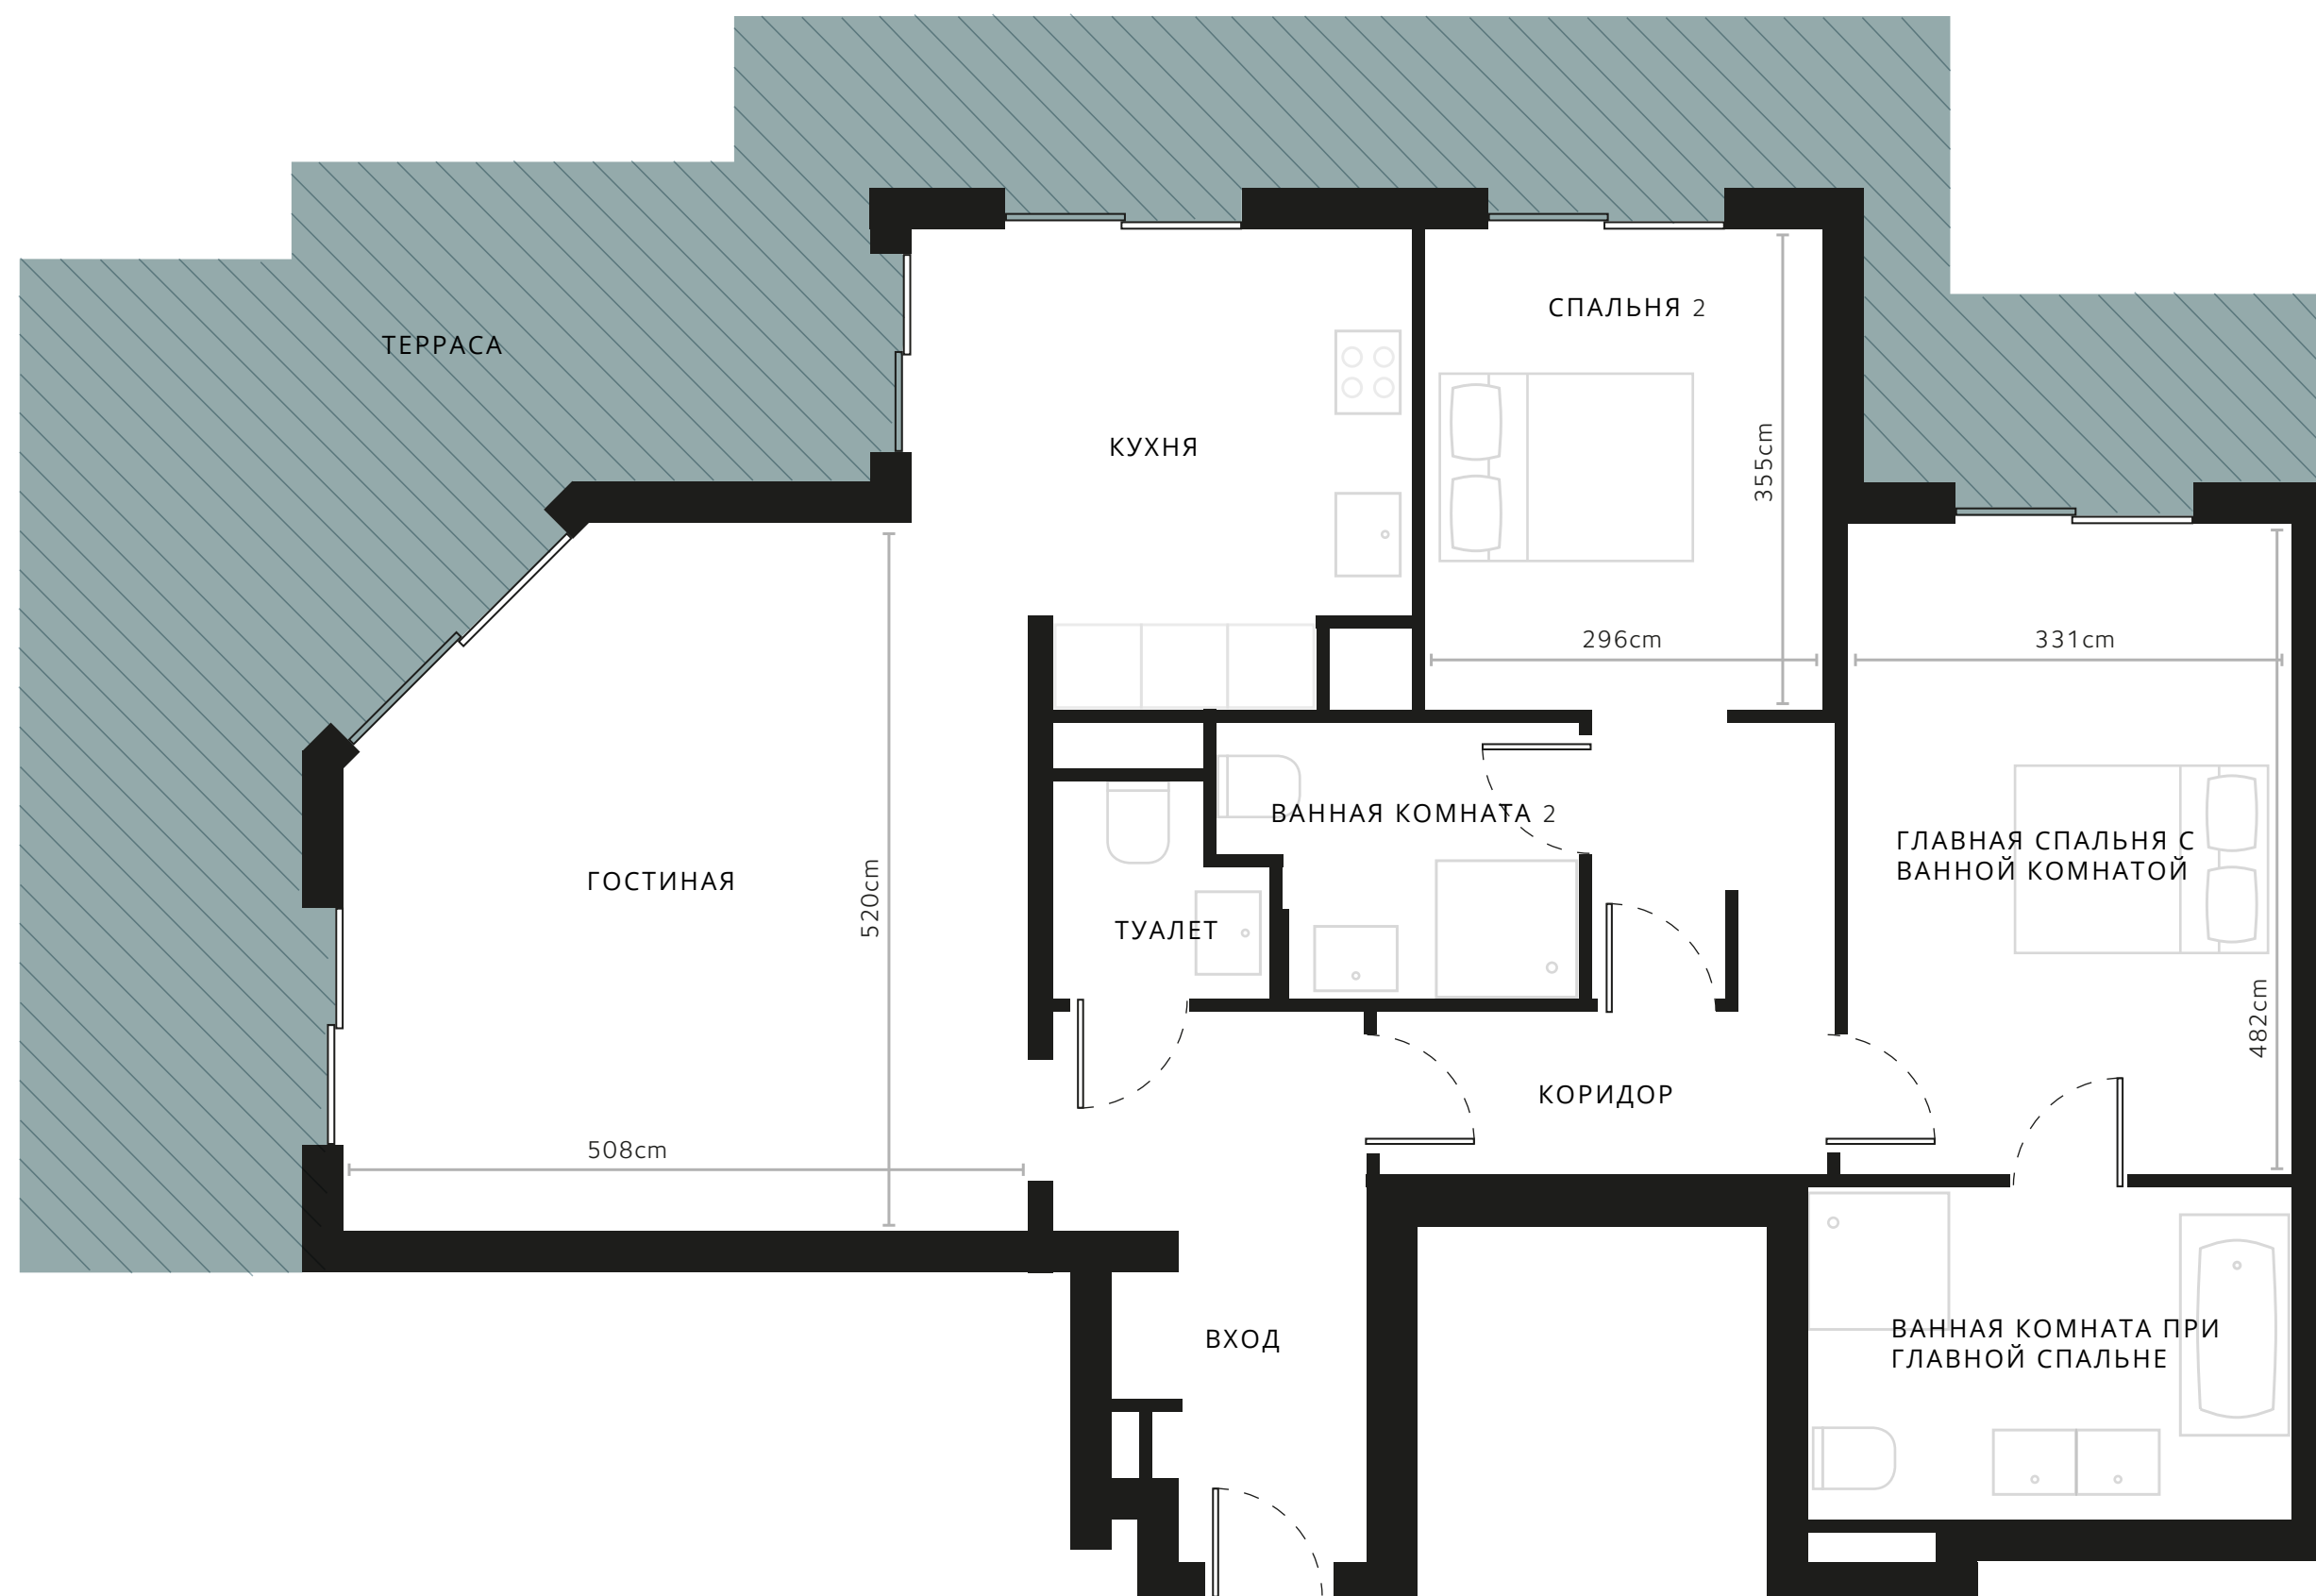 СПАЛЬНЯ 2
ТЕРРАСА
КУХНЯ
355cm
296cm
331cm
ВАННАЯ КОМНАТА 2
ГЛАВНАЯ СПАЛЬНЯ С
ВАННОЙ КОМНАТОЙ
ГОСТИНАЯ
520cm
ТУАЛЕТ
482cm
КОРИДОР
508cm
ВХОД
ВАННАЯ КОМНАТА ПРИ
ГЛАВНОЙ СПАЛЬНЕ